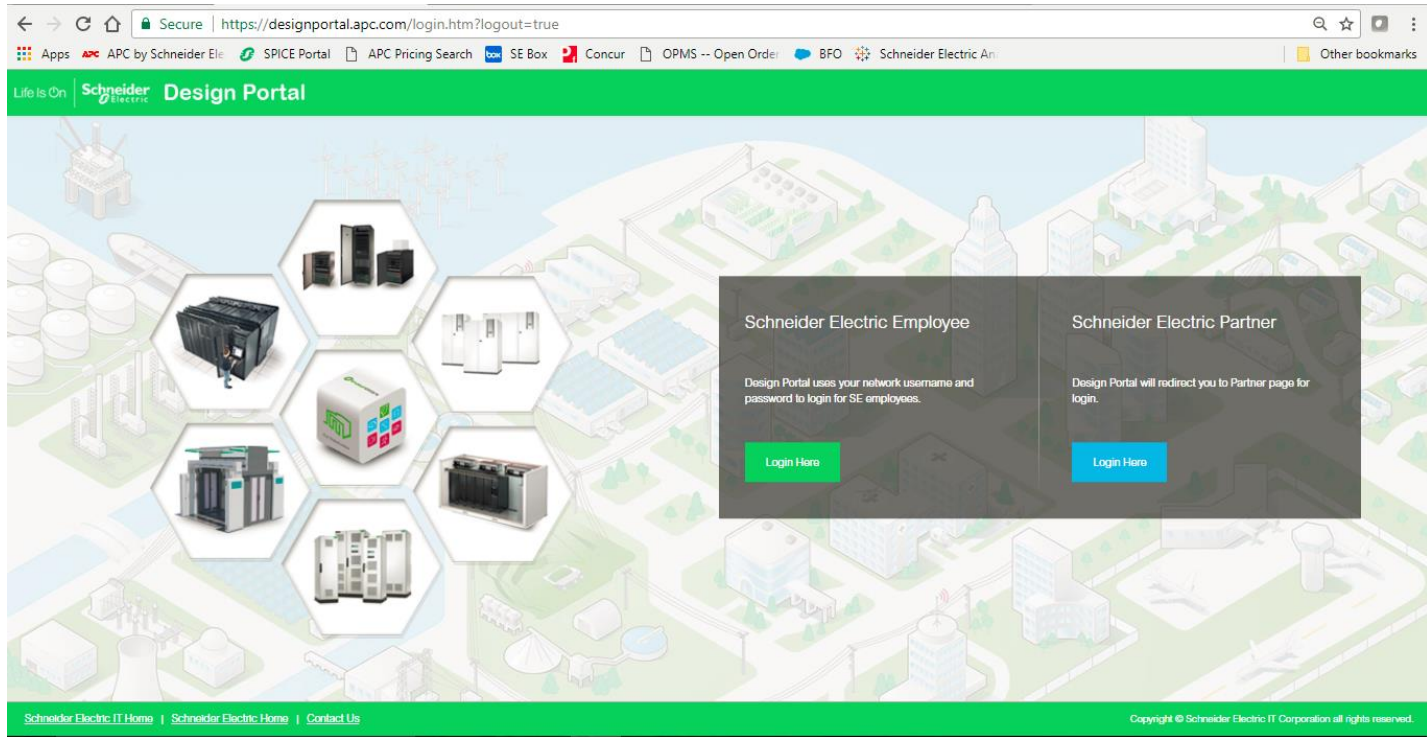 Secure | https://designportal.apc.com/login.htm?logout=true
Apps APC by Schneider Ele SPICE Portal APC Pricing Search box SE Box Concur OPMS -- Open Order BFO Schneider Electric An Other bookmarks
Life Is On Schneider Electric Design Portal
Schneider Electric Employee
Design Portal uses your network username and
password to login for SE employees.
Login Here
Schneider Electric Partner
Design Portal will redirect you to Partner page for
login.
Login Here
Schneider Electric IT Home | Schneider Electric Home | Contact Us
Copyright © Schneider Electric IT Corporation all rights reserved.